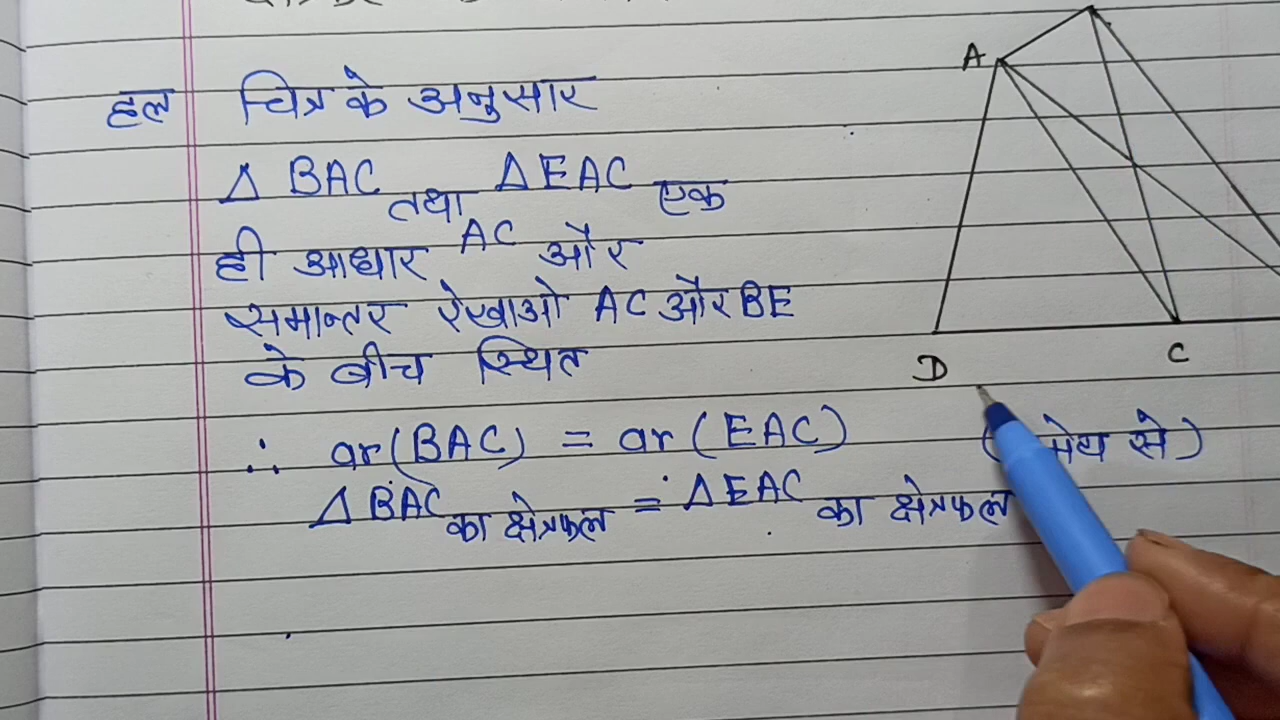 हल चित्र के अनुसार
Δ BAC तथा Δ EAC एक
ही आधार AC और
समान्तर रेखाओ AC और BE
के बीच स्थित
∴ ar(BAC) = ar(EAC)
Δ BAC का क्षेत्रफल = Δ EAC का क्षेत्रफल
A
D C
से)